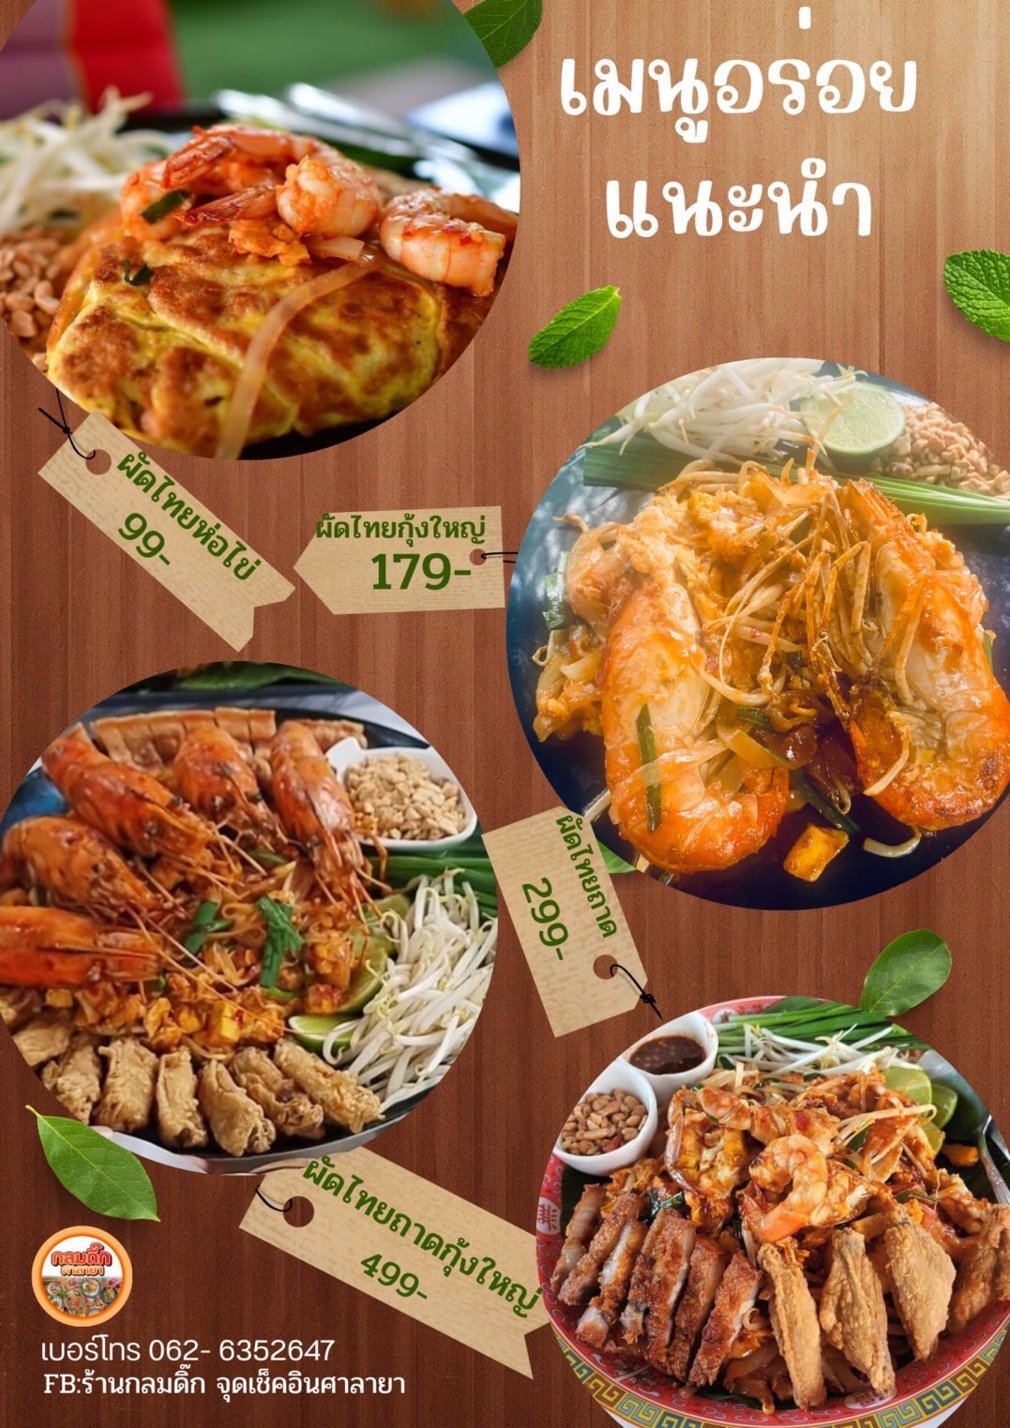 เมนูอร่อย
แนะนำ
ผัดไทยห่อไข่
99-
ผัดไทยกุ้งใหญ่
179-
ผัดไทยถาด
299-
ผัดไทยถาดกุ้งใหญ่
499-
กลมดิ๊ก
ศาลายา
เบอร์โทร 062- 6352647
FB:ร้านกลมดิ๊ก จุดเช็คอินศาลายา